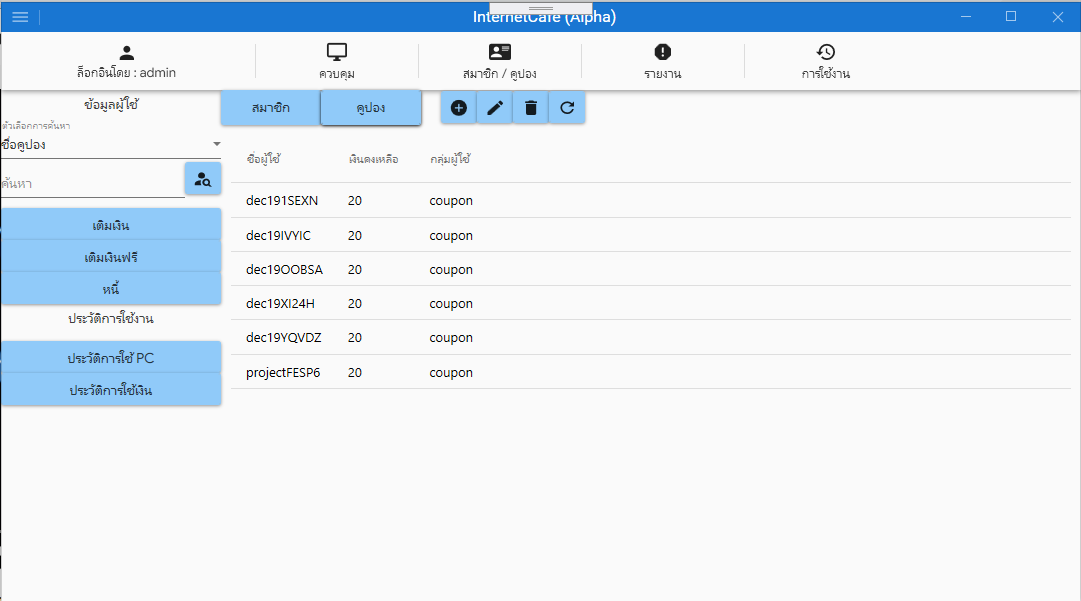 InternetCafe (Alpha)
ล็อกอินโดย : admin
ควบคุม
สมาชิก / คูปอง
รายงาน
การใช้งาน
ข้อมูลผู้ใช้
ตัวเลือกการค้นหา
ชื่อคูปอง
ค้นหา
เติมเงิน
เติมเงินฟรี
หนี้
ประวัติการใช้งาน
ประวัติการใช้ PC
ประวัติการใช้เงิน
สมาชิก คูปอง
ชื่อผู้ใช้ เงินคงเหลือ กลุ่มผู้ใช้
dec191SEXN 20 coupon
dec19IVYIC 20 coupon
dec19OOBSA 20 coupon
dec19XI24H 20 coupon
dec19YQVDZ 20 coupon
projectFESP6 20 coupon